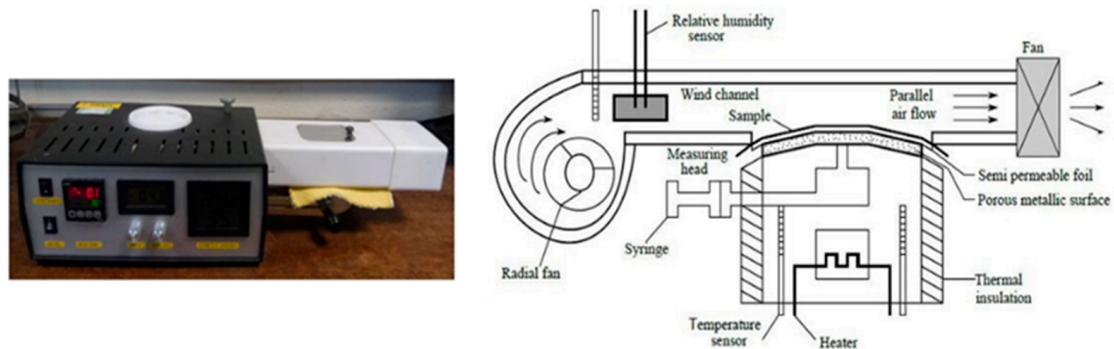 Relative humidity
sensor
Fan
Wind channel
Parallel
air flow
Sample
Measuring
head
Semi permeable foil
Porous metallic surface
Syringe
Radial fan
Thermal
insulation
Temperature
sensor
Heater